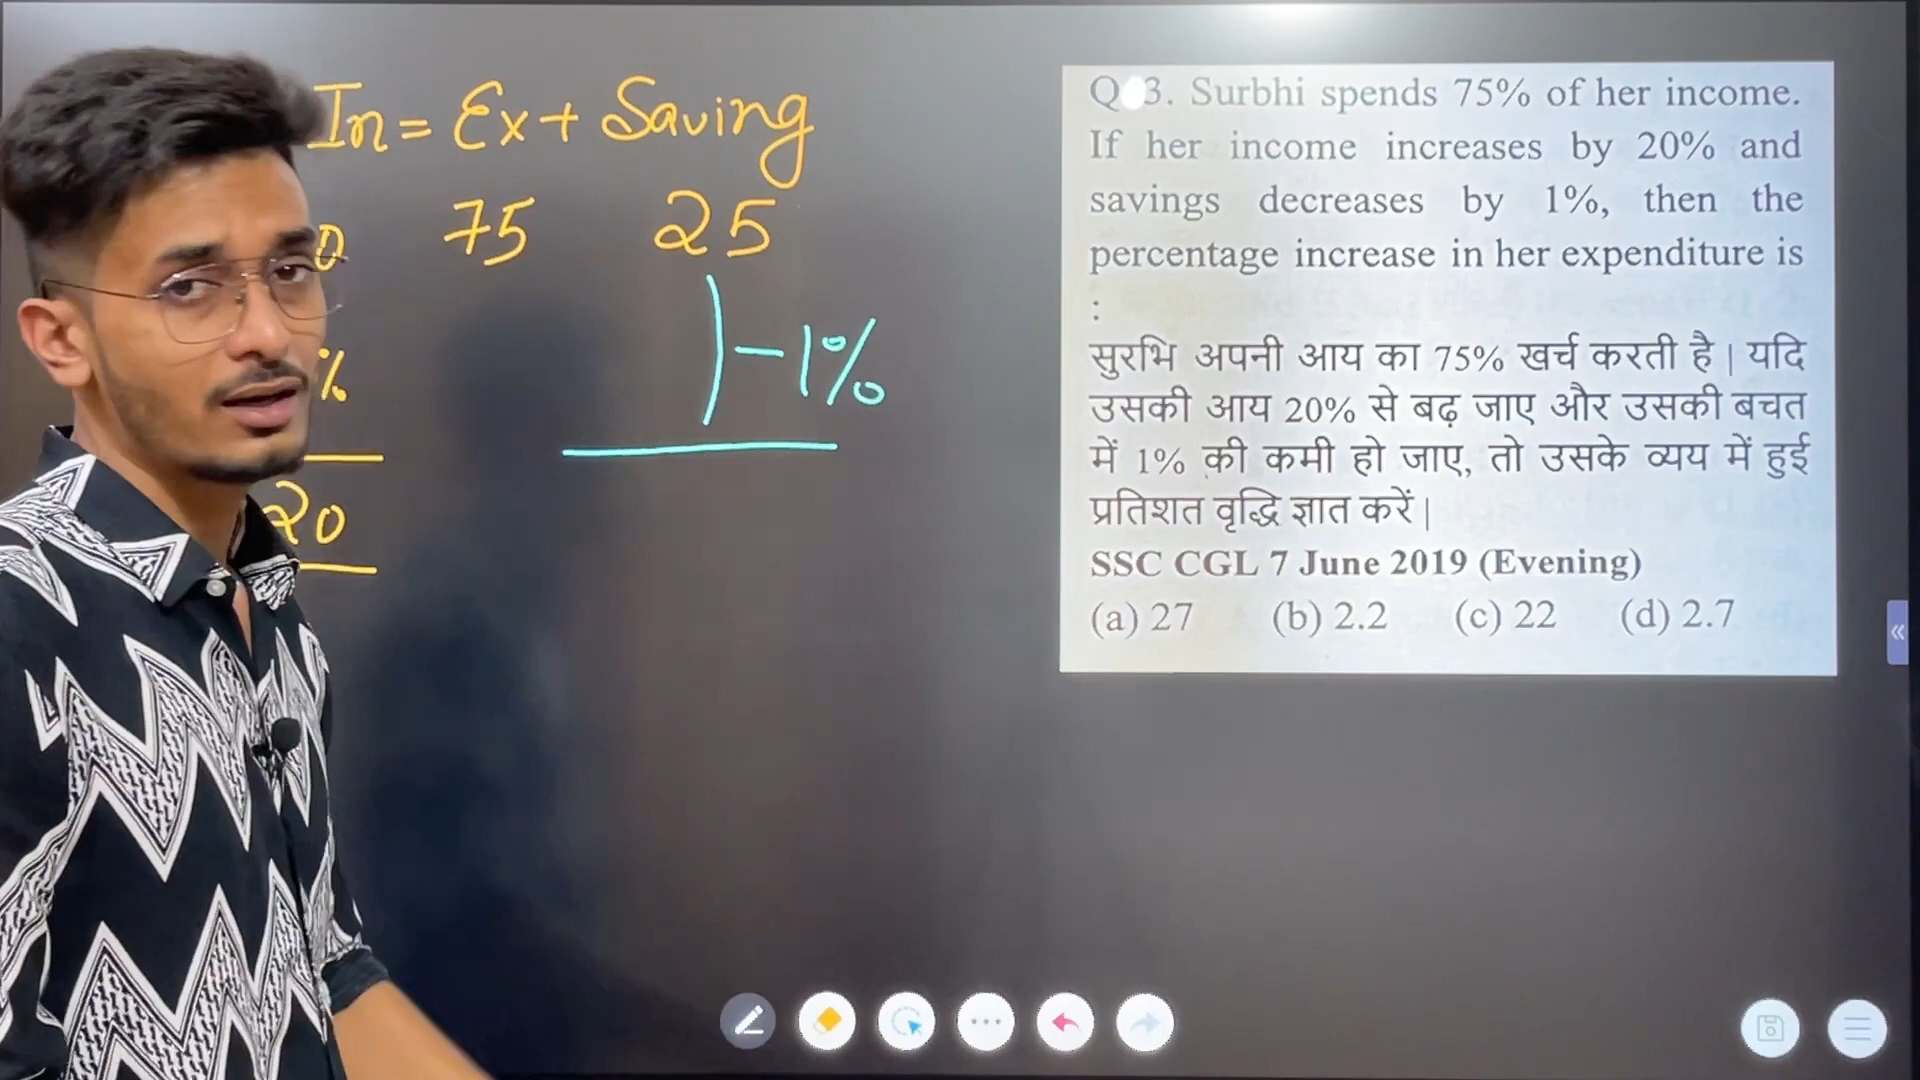 In = Ex + Saving
0 75 25
% -1%
20
Q 3. Surbhi spends 75% of her income.
If her income increases by 20% and
savings decreases by 1%, then the
percentage increase in her expenditure is
:
सुरभि अपनी आय का 75% खर्च करती है | यदि
उसकी आय 20% से बढ़ जाए और उसकी बचत
में 1% की कमी हो जाए, तो उसके व्यय में हुई
प्रतिशत वृद्धि ज्ञात करें |
SSC CGL 7 June 2019 (Evening)
(a) 27 (b) 2.2 (c) 22 (d) 2.7